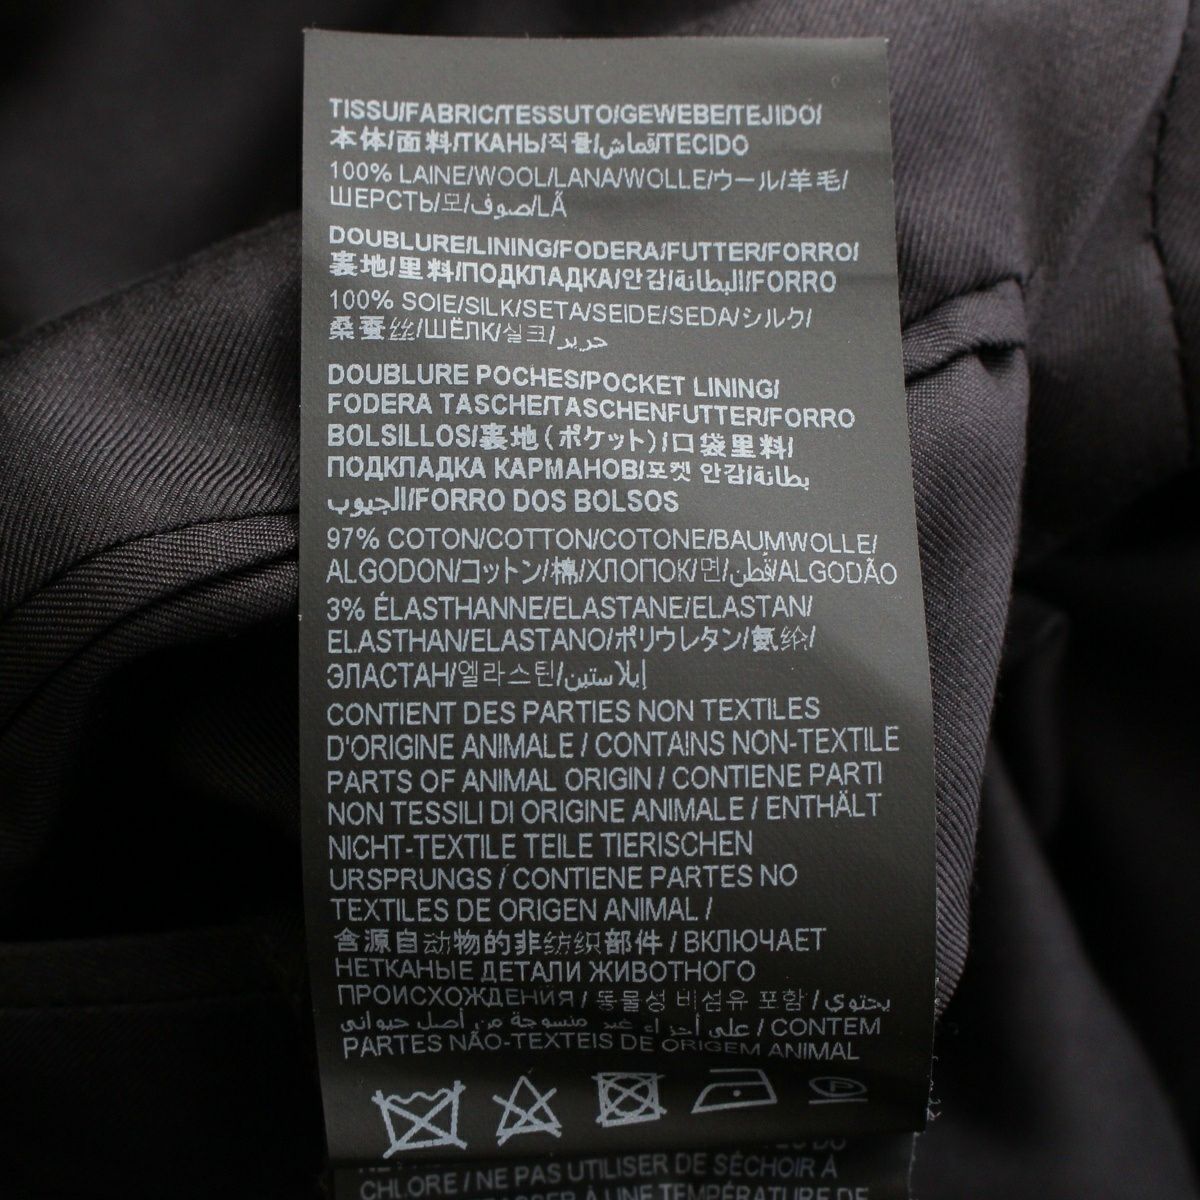 TISSU/FABRIC/TESSUTO/GEWEBE/TEJIDO/
本体/面料/ТКАНЬ/직물/قماش/TECIDO
100% LAINE/WOOL/LANA/WOLLE/ウール/羊毛/
ШЕРСТЬ/모/صوف/LÃ
DOUBLURE/LINING/FODERA/FUTTER/FORRO/
裏地/里料/ПОДКЛАДКА/안감/البطانة/FORRO
100% SOIE/SILK/SETA/SEIDE/SEDA/シルク/
桑蚕丝/ШЁЛК/실크/حرير
DOUBLURE POCHES/POCKET LINING/
FODERA TASCHE/TASCHENFUTTER/FORRO
BOLSILLOS/裏地(ポケット)/口袋里料/
ПОДКЛАДКА КАРМАНОВ/포켓 안감/بطانة
الجيوب/FORRO DOS BOLSOS
97% COTON/COTTON/COTONE/BAUMWOLLE/
ALGODON/コットン/棉/ХЛОПОК/면/قطن/ALGODÃO
3% ÉLASTHANNE/ELASTANE/ELASTAN/
ELASTHAN/ELASTANO/ポリウレタン/氨纶/
ЭЛАСТАН/엘라스틴/إيلاستين
CONTIENT DES PARTIES NON TEXTILES
D'ORIGINE ANIMALE / CONTAINS NON-TEXTILE
PARTS OF ANIMAL ORIGIN / CONTIENE PARTI
NON TESSILI DI ORIGINE ANIMALE / ENTHÄLT
NICHT-TEXTILE TEILE TIERISCHEN
URSPRUNGS / CONTIENE PARTES NO
TEXTILES DE ORIGEN ANIMAL /
含源自动物的非纺织部件 / ВКЛЮЧАЕТ
НЕТКАНЫЕ ДЕТАЛИ ЖИВОТНОГО
ПРОИСХОЖДЕНИЯ / 동물성 비섬유 포함 / يحتوي
على أجزاء غير منسوجة من أصل حيواني / CONTEM
PARTES NÃO-TEXTEIS DE ORIGEM ANIMAL
P
CHLORE / NE PAS UTILISER DE SÉCHOIR À
À UNE TEMPÉRATURE DE